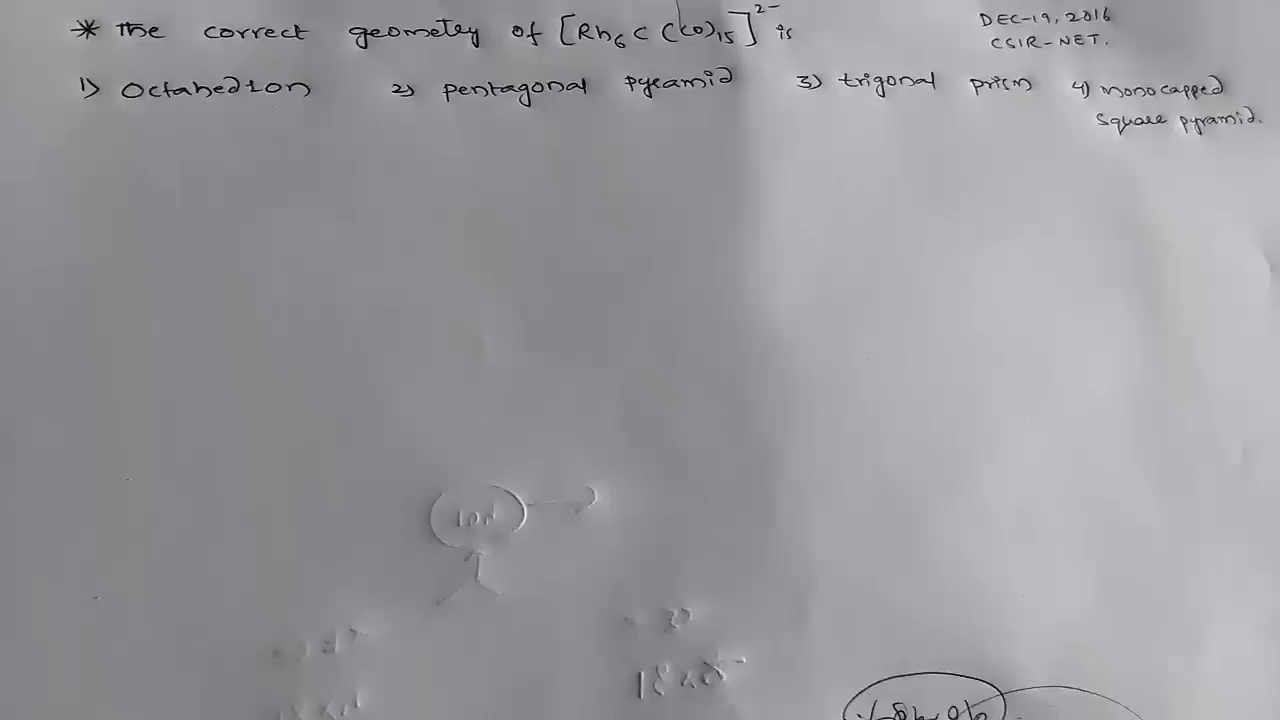 * The correct geometry of [Rh6C(CO)15]2- is
DEC-19, 2016
CSIR-NET.
1) Octahedron 2) pentagonal pyramid 3) trigonal prism 4) monocapped
square pyramid.